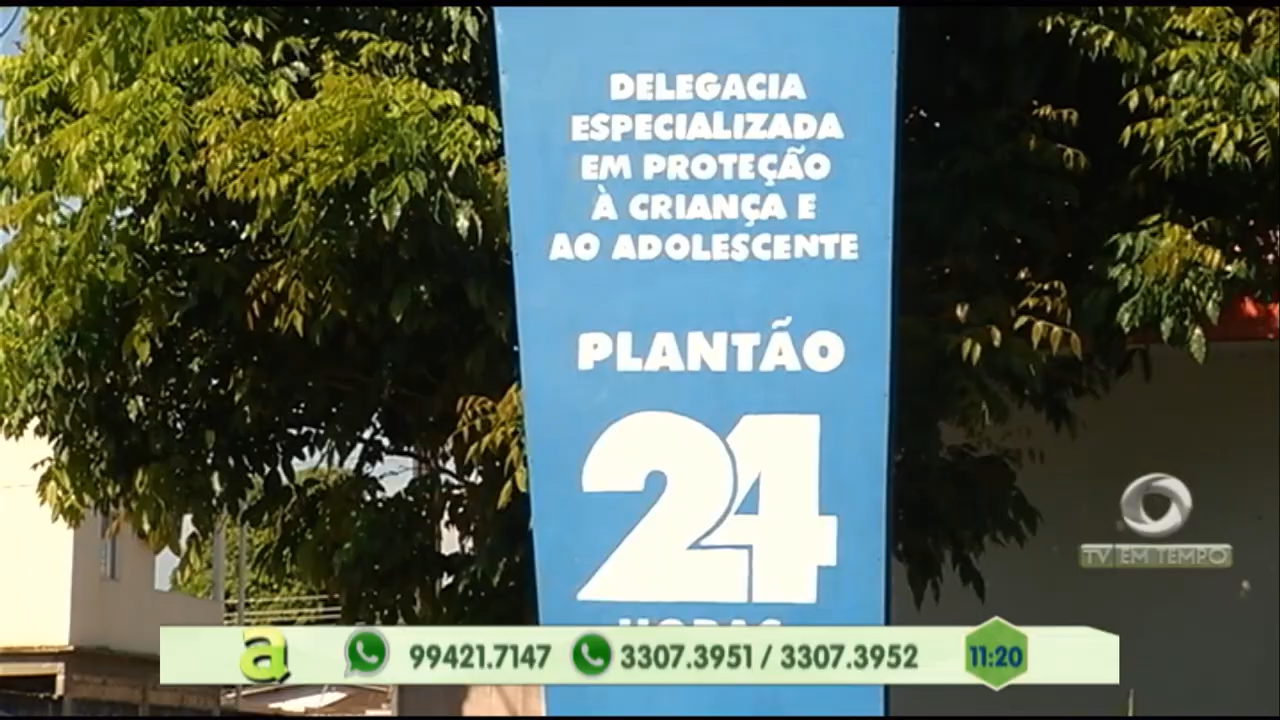 DELEGACIA
ESPECIALIZADA
EM PROTEÇÃO
À CRIANÇA E
AO ADOLESCENTE
PLANTÃO
24
HORAS
TV EM TEMPO
a 99421.7147 3307.3951 / 3307.3952 11:20